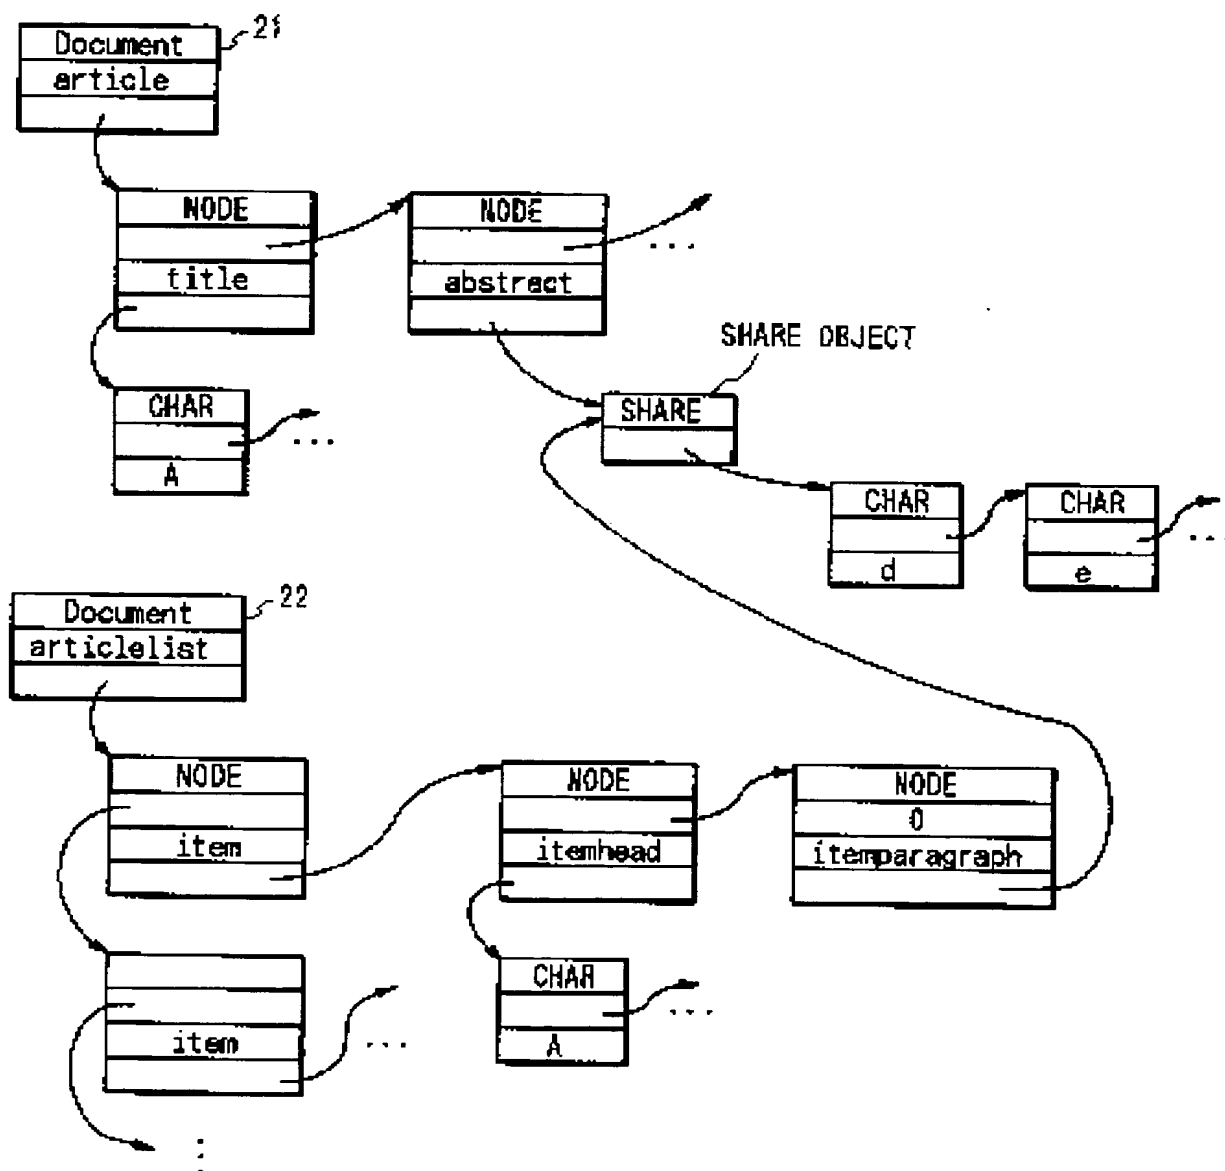 Document
article
21
NODE
title
NODE
abstract
...
SHARE OBJECT
SHARE
CHAR
A
...
CHAR
d
CHAR
e
...
Document
articlelist
22
NODE
item
NODE
itemhead
NODE
0
itemparagraph
item
...
CHAR
A
...